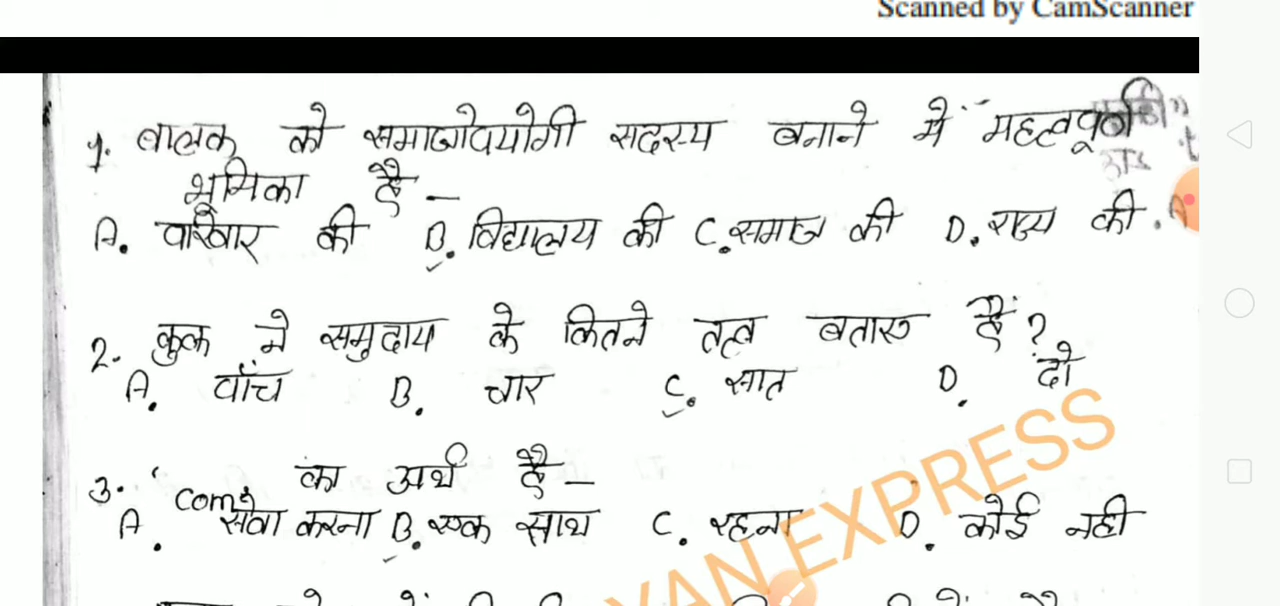 Scanned by CamScanner
1. बालक को समाजोपयोगी सदस्य बनाने में महत्वपूर्ण
भूमिका है –
A. परिवार की B. विद्यालय की C. समाज की D. राज्य की.
2. कुक ने समुदाय के कितने तत्व बताए हैं?
A. पाँच B. चार C. सात D. दो
3. 'Com' का अर्थ है –
A. सेवा करना B. एक साथ C. रहना D. कोई नही
YAN EXPRESS